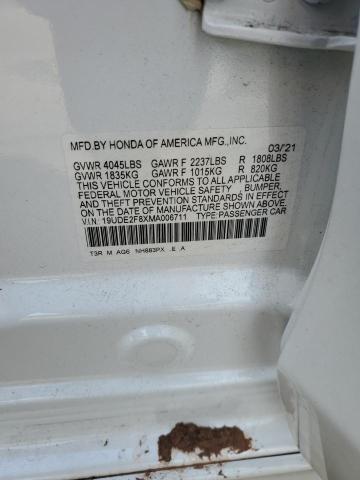 MFD.BY HONDA OF AMERICA MFG.,INC. 03/21
GVWR 4045LBS GAWR F 2237LBS R 1808LBS
GVWR 1835KG GAWR F 1015KG R 820KG
THIS VEHICLE CONFORMS TO ALL APPLICABLE
FEDERAL MOTOR VEHICLE SAFETY, BUMPER,
AND THEFT PREVENTION STANDARDS IN EFFECT
ON THE DATE OF MANUFACTURE SHOWN ABOVE.
V.I.N: 19UDE2F8XMA006711 TYPE:PASSENGER CAR
T3R M AQ6 NH883PX E A